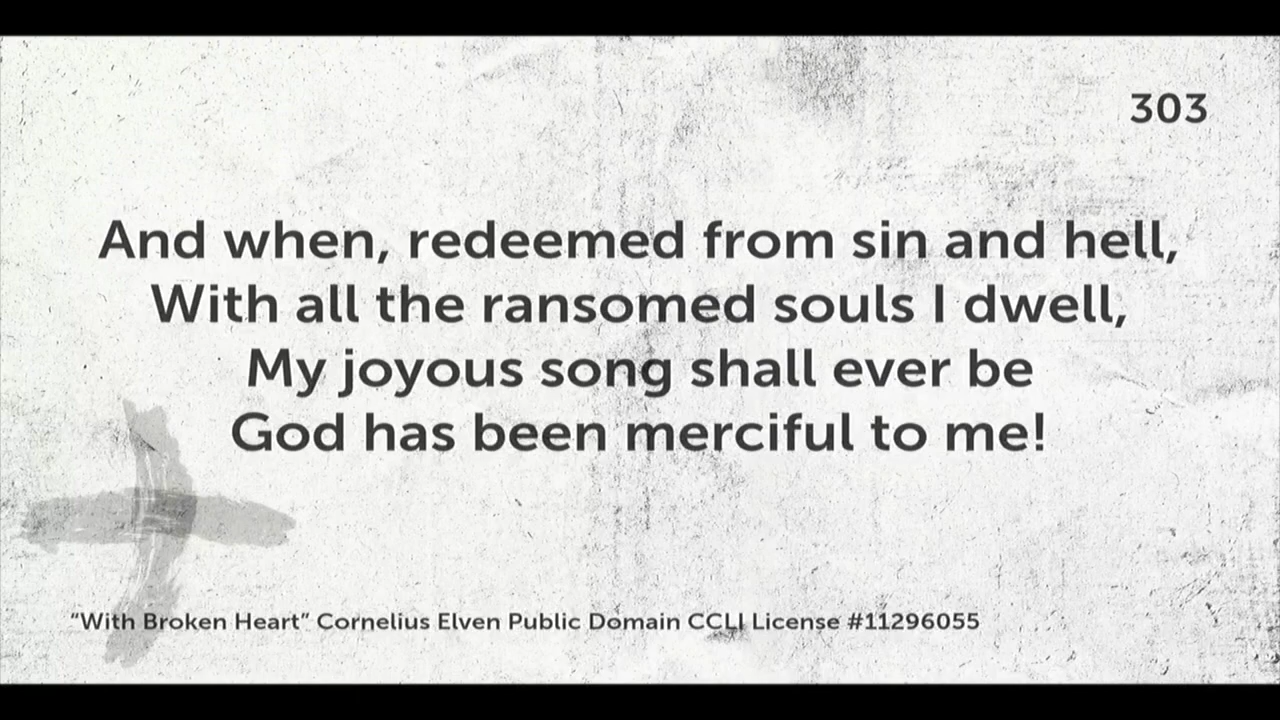 303
And when, redeemed from sin and hell,
With all the ransomed souls I dwell,
My joyous song shall ever be
God has been merciful to me!
“With Broken Heart” Cornelius Elven Public Domain CCLI License #11296055